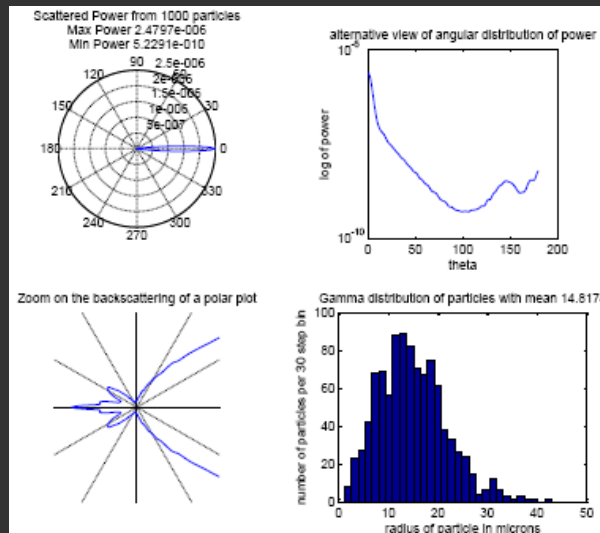 Scattered Power from 1000 particles
Max Power 2.4797e-006
Min Power 5.2291e-010
90
2.5e-006
120
60
2e-006
1.5e-006
150
30
1e-006
5e-007
180
0
210
330
240
300
270
alternative view of angular distribution of power
10^-5
log of power
10^-10
0
50
100
150
200
theta
Zoom on the backscattering of a polar plot
Gamma distribution of particles with mean 14.817
number of particles per 30 step bin
100
80
60
40
20
0
0
10
20
30
40
50
radius of particle in microns